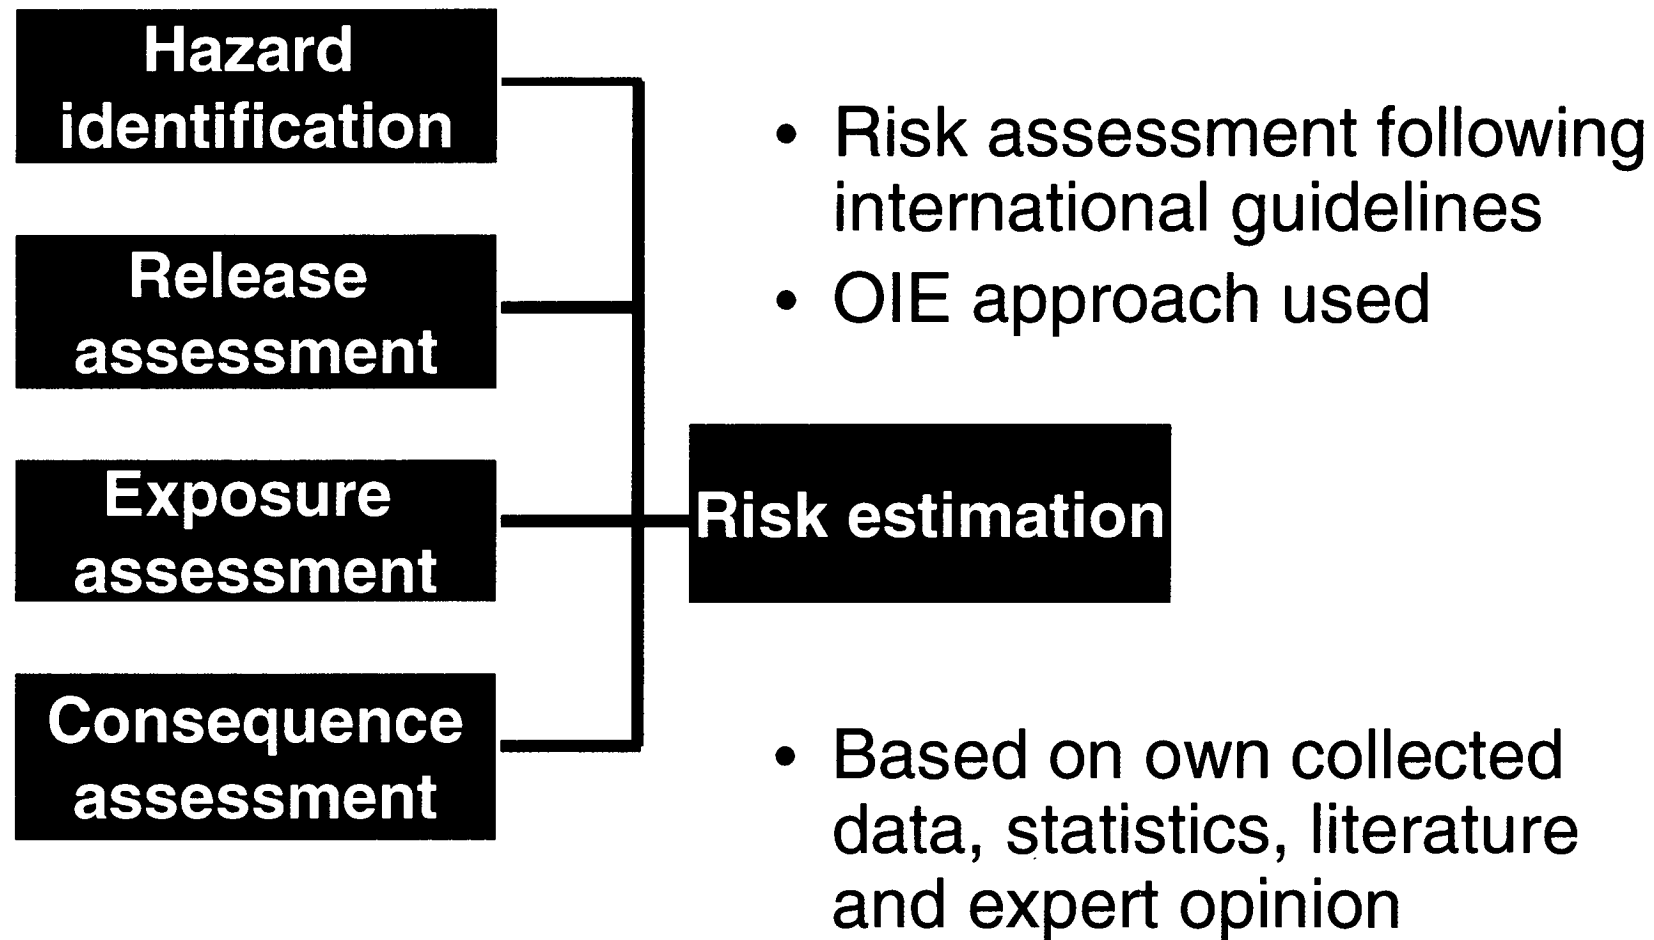 Hazard
identification
Release
assessment
Exposure
assessment
Consequence
assessment
Risk estimation
• Risk assessment following
international guidelines
• OIE approach used
• Based on own collected
data, statistics, literature
and expert opinion